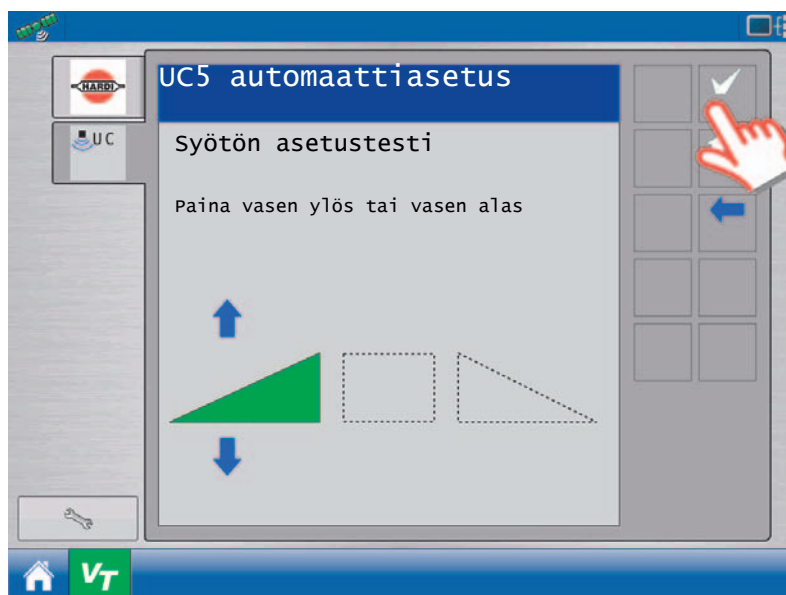 UC5 automaattiasetus
HARDI
UC
Syötön asetustesti
Paina vasen ylös tai vasen alas
VT